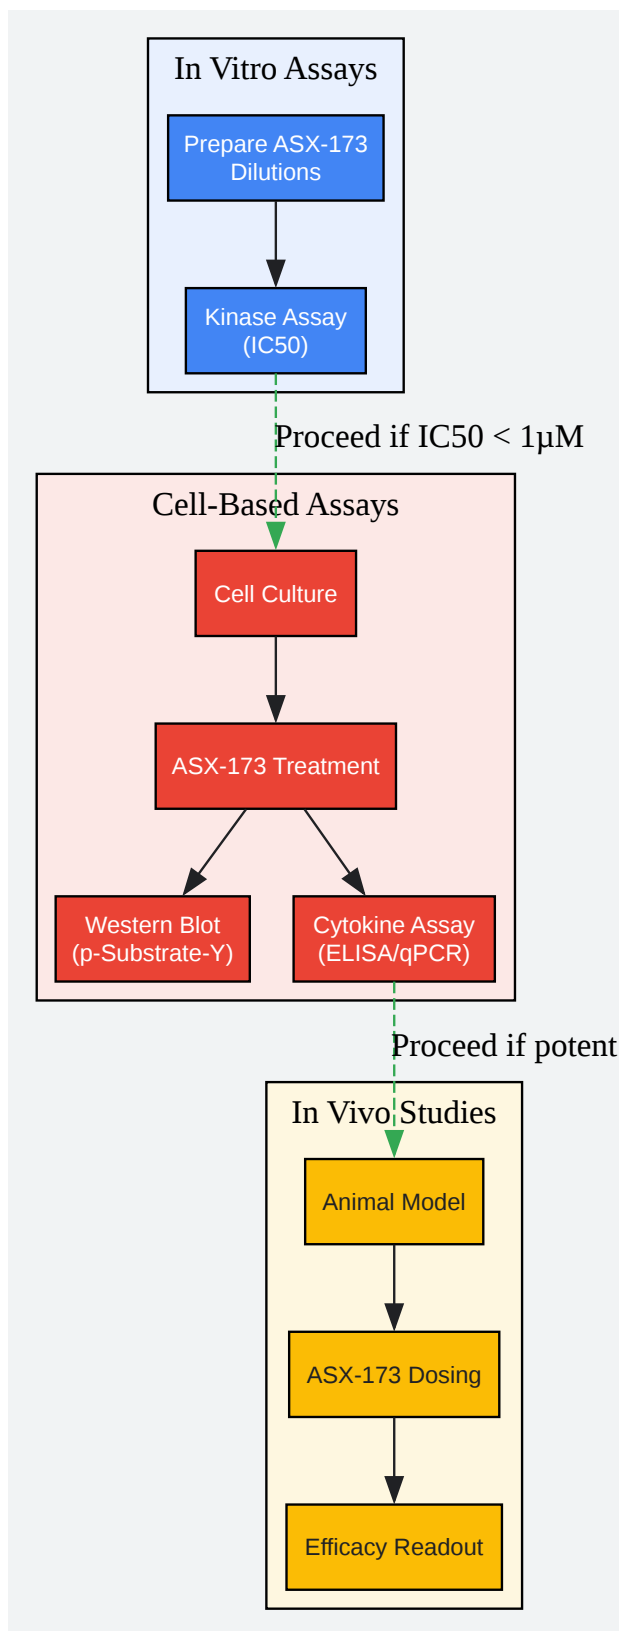 In Vitro Assays
Prepare ASX-173
Dilutions
Kinase Assay
(IC50)
Proceed if IC50 < 1µM
Cell-Based Assays
Cell Culture
ASX-173 Treatment
Western Blot
(p-Substrate-Y)
Cytokine Assay
(ELISA/qPCR)
Proceed if potent
In Vivo Studies
Animal Model
ASX-173 Dosing
Efficacy Readout